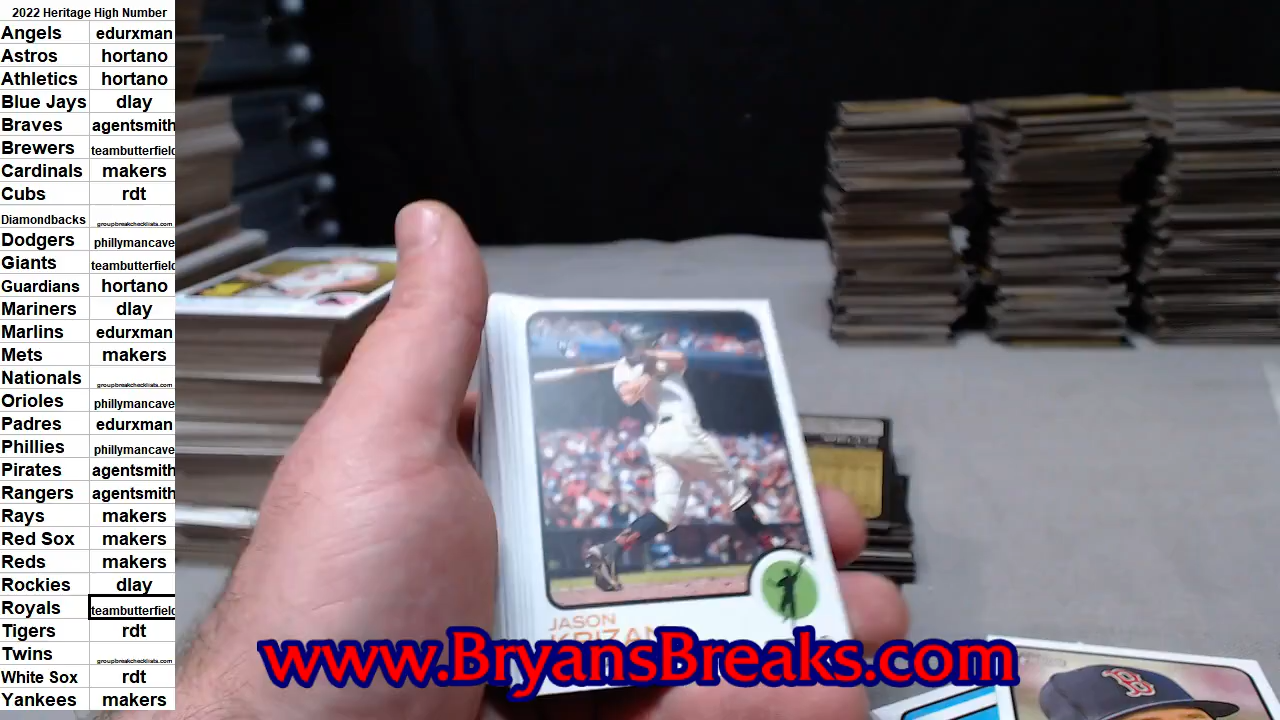 2022 Heritage High Number
Angels edurxman
Astros hortano
Athletics hortano
Blue Jays dlay
Braves agentsmith
Brewers teambutterfield
Cardinals makers
Cubs rdt
Diamondbacks groupbreakchecklists.com
Dodgers phillymancave
Giants teambutterfield
Guardians hortano
Mariners dlay
Marlins edurxman
Mets makers
Nationals groupbreakchecklists.com
Orioles phillymancave
Padres edurxman
Phillies phillymancave
Pirates agentsmith
Rangers agentsmith
Rays makers
Red Sox makers
Reds makers
Rockies dlay
Royals teambutterfield
Tigers rdt
Twins groupbreakchecklists.com
White Sox rdt
Yankees makers
JASON
KRIZAN
www.BryansBreaks.com
B